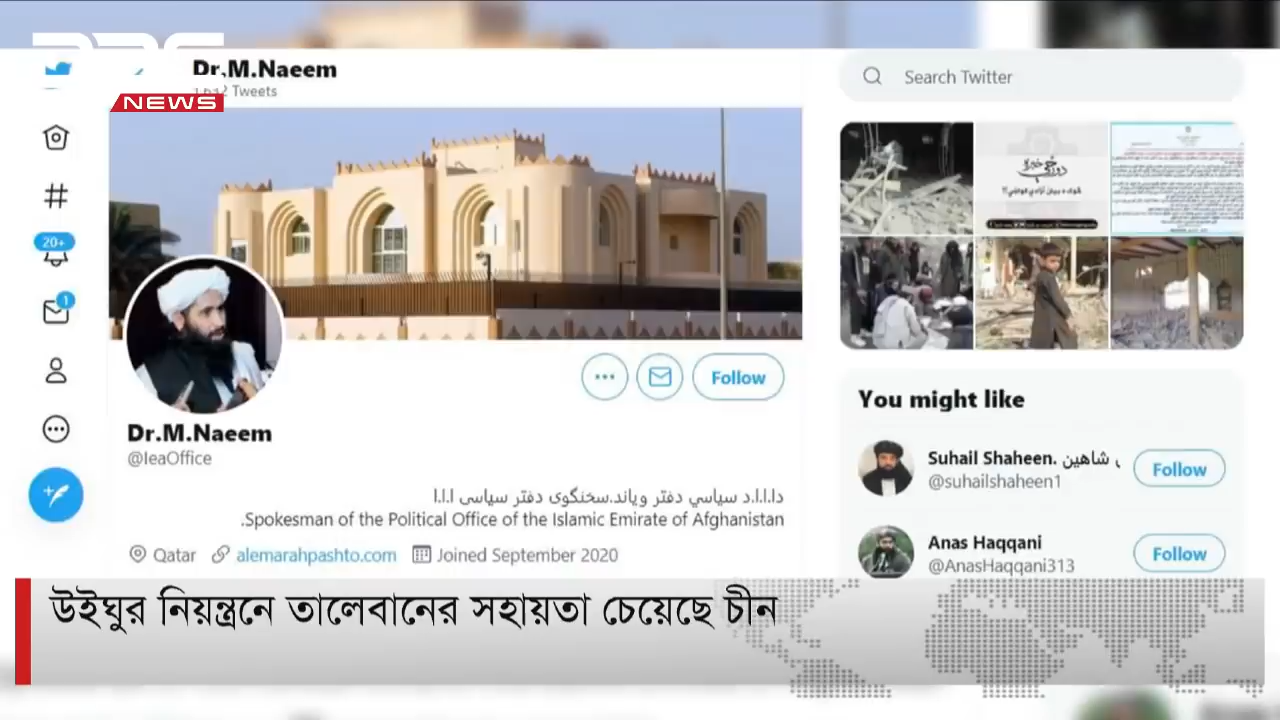 NEWS
Dr.M.Naeem
Tweets
Search Twitter
20+
1
Follow
Dr.M.Naeem
@IeaOffice
د ا.ا.ا. سیاسي دفتر ویاند.سخنگوی دفتر سیاسی ا.ا.ا
Spokesman of the Political Office of the Islamic Emirate of Afghanistan.
Qatar alemarahpashto.com Joined September 2020
You might like
Suhail Shaheen. شاهین
@suhailshaheen1
Follow
Anas Haqqani
@AnasHaqqani313
Follow
উইঘুর নিয়ন্ত্রনে তালেবানের সহায়তা চেয়েছে চীন